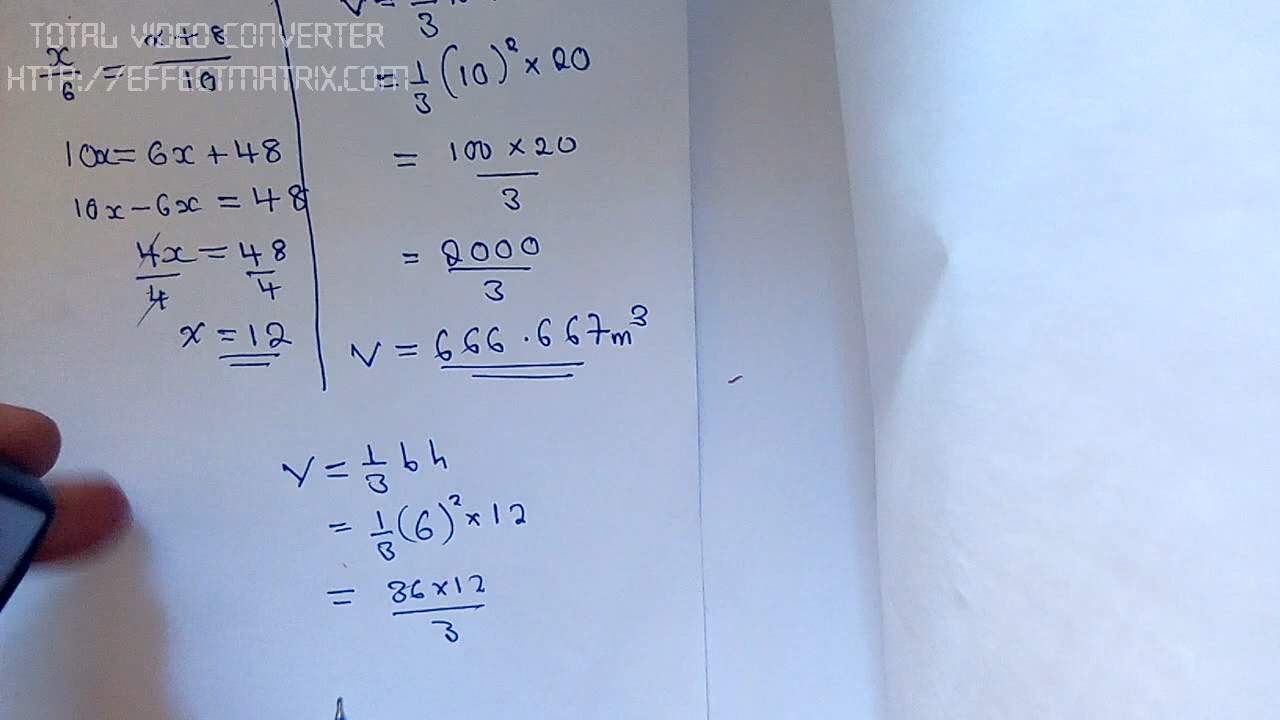 TOTAL VIDEO CONVERTER
HTTP://EFFECTMATRIX.COM
x/6 = x+8/10
10x = 6x + 48
10x - 6x = 48
4x/4 = 48/4
x = 12
V = 1/3
= 1/3 (10)² × 20
= 100 × 20/3
= 2000/3
V = 666.667m³
V = 1/3 b h
= 1/3 (6)² × 12
= 36×12/3